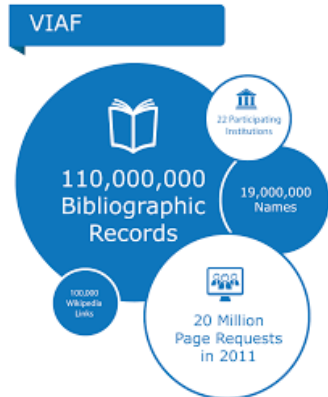 VIAF
22 Participating
Institutions
110,000,000
Bibliographic
Records
19,000,000
Names
100,000
Wikipedia
Links
20 Million
Page Requests
in 2011